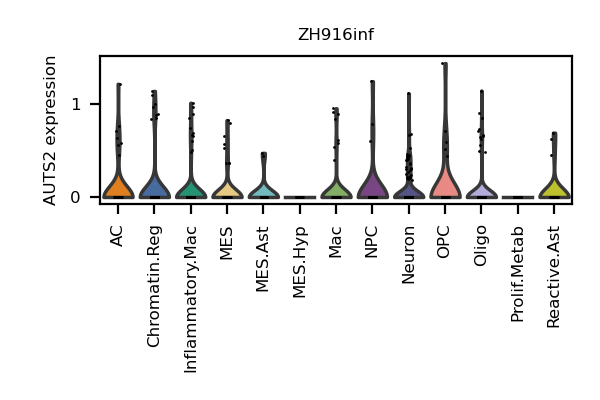 ZH916inf
AUTS2 expression
1
0
AC
Chromatin.Reg
Inflammatory.Mac
MES
MES.Ast
MES.Hyp
Mac
NPC
Neuron
OPC
Oligo
Prolif.Metab
Reactive.Ast